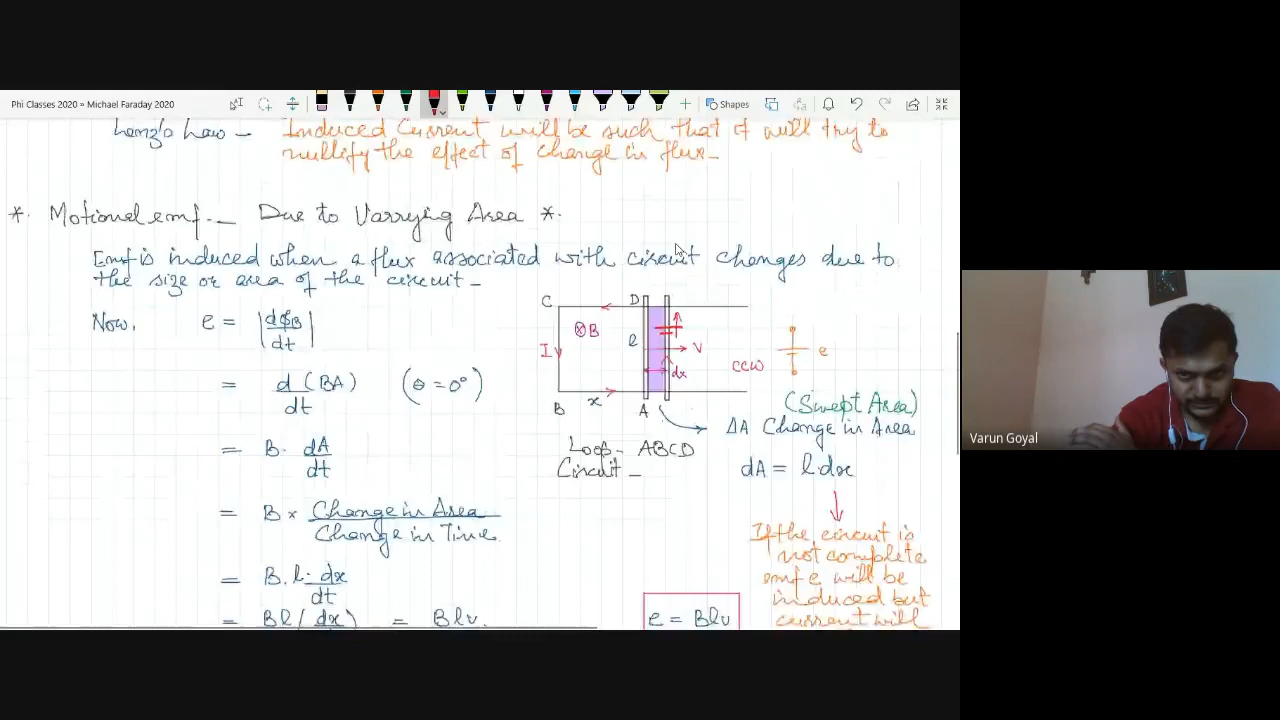 Phi Classes 2020 » Michael Faraday 2020
Shapes
Lenz's Law - Induced Current will be such that it will try to
nullify the effect of change in flux -
*. Motional emf. - Due to Varrying Area *.
Emf is induced when a flux associated with circuit changes due to
the size or area of the circuit -
Now, e = |dϕB/dt|
= d/dt (BA) (θ = 0°)
= B. dA/dt
= B × Change in Area/Change in Time
= B. l. dx/dt
= Bl (dx = Blv.
e = Blv
C D
⊗B l V
I dx ccw
B x A
e
Loop - ABCD
Circuit -
(Swept Area)
ΔA Change in Area
dA = ldx
If the circuit is
not complete
emf e will be
induced but
current will
Varun Goyal